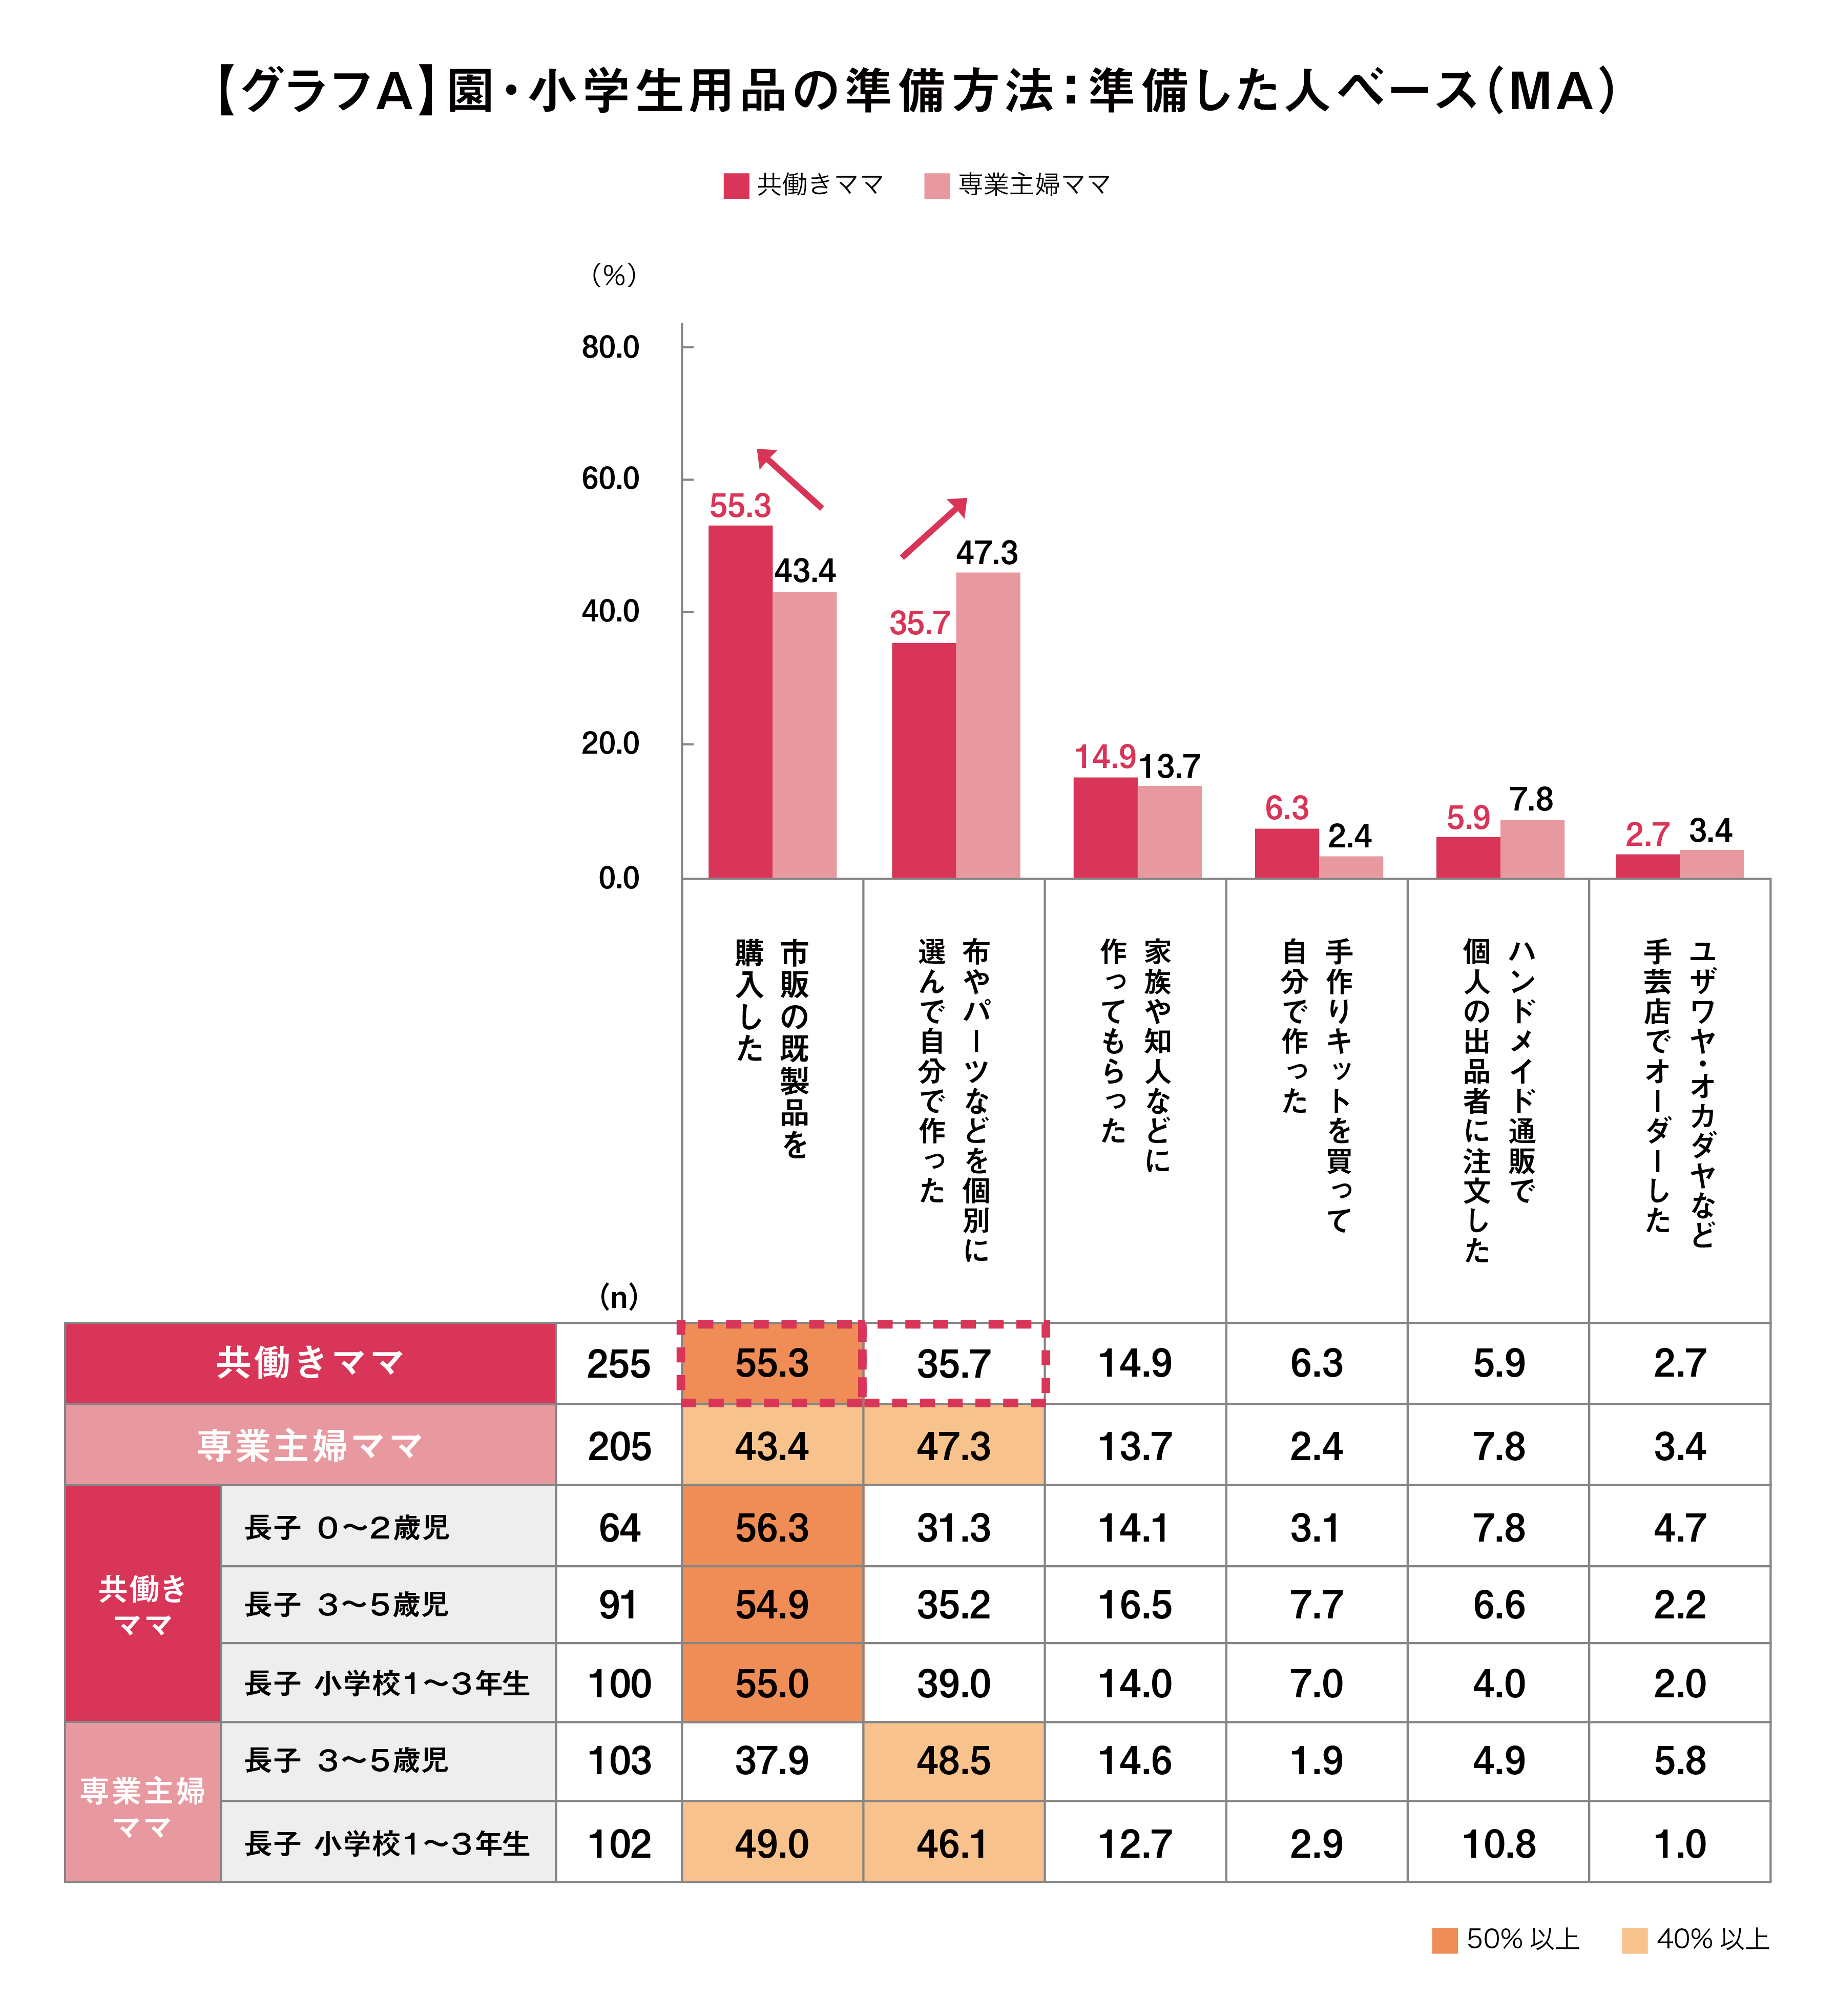 【グラフA】園・小学生用品の準備方法：準備した人ベース（MA）
共働きママ　専業主婦ママ
（%）
80.0
60.0
40.0
20.0
0.0
55.3
43.4
35.7
47.3
14.9
13.7
6.3
2.4
5.9
7.8
2.7
3.4
市販の既製品を
購入した
布やパーツなどを個別に
選んで自分で作った
家族や知人などに
作ってもらった
手作りキットを買って
自分で作った
ハンドメイド通販で
個人の出品者に注文した
ユザワヤ・オカダヤなど
手芸店でオーダーした
（n）
共働きママ 255 55.3 35.7 14.9 6.3 5.9 2.7
専業主婦ママ 205 43.4 47.3 13.7 2.4 7.8 3.4
共働き
ママ
長子 0〜2歳児 64 56.3 31.3 14.1 3.1 7.8 4.7
長子 3〜5歳児 91 54.9 35.2 16.5 7.7 6.6 2.2
長子 小学校1〜3年生 100 55.0 39.0 14.0 7.0 4.0 2.0
専業主婦
ママ
長子 3〜5歳児 103 37.9 48.5 14.6 1.9 4.9 5.8
長子 小学校1〜3年生 102 49.0 46.1 12.7 2.9 10.8 1.0
50% 以上　40% 以上